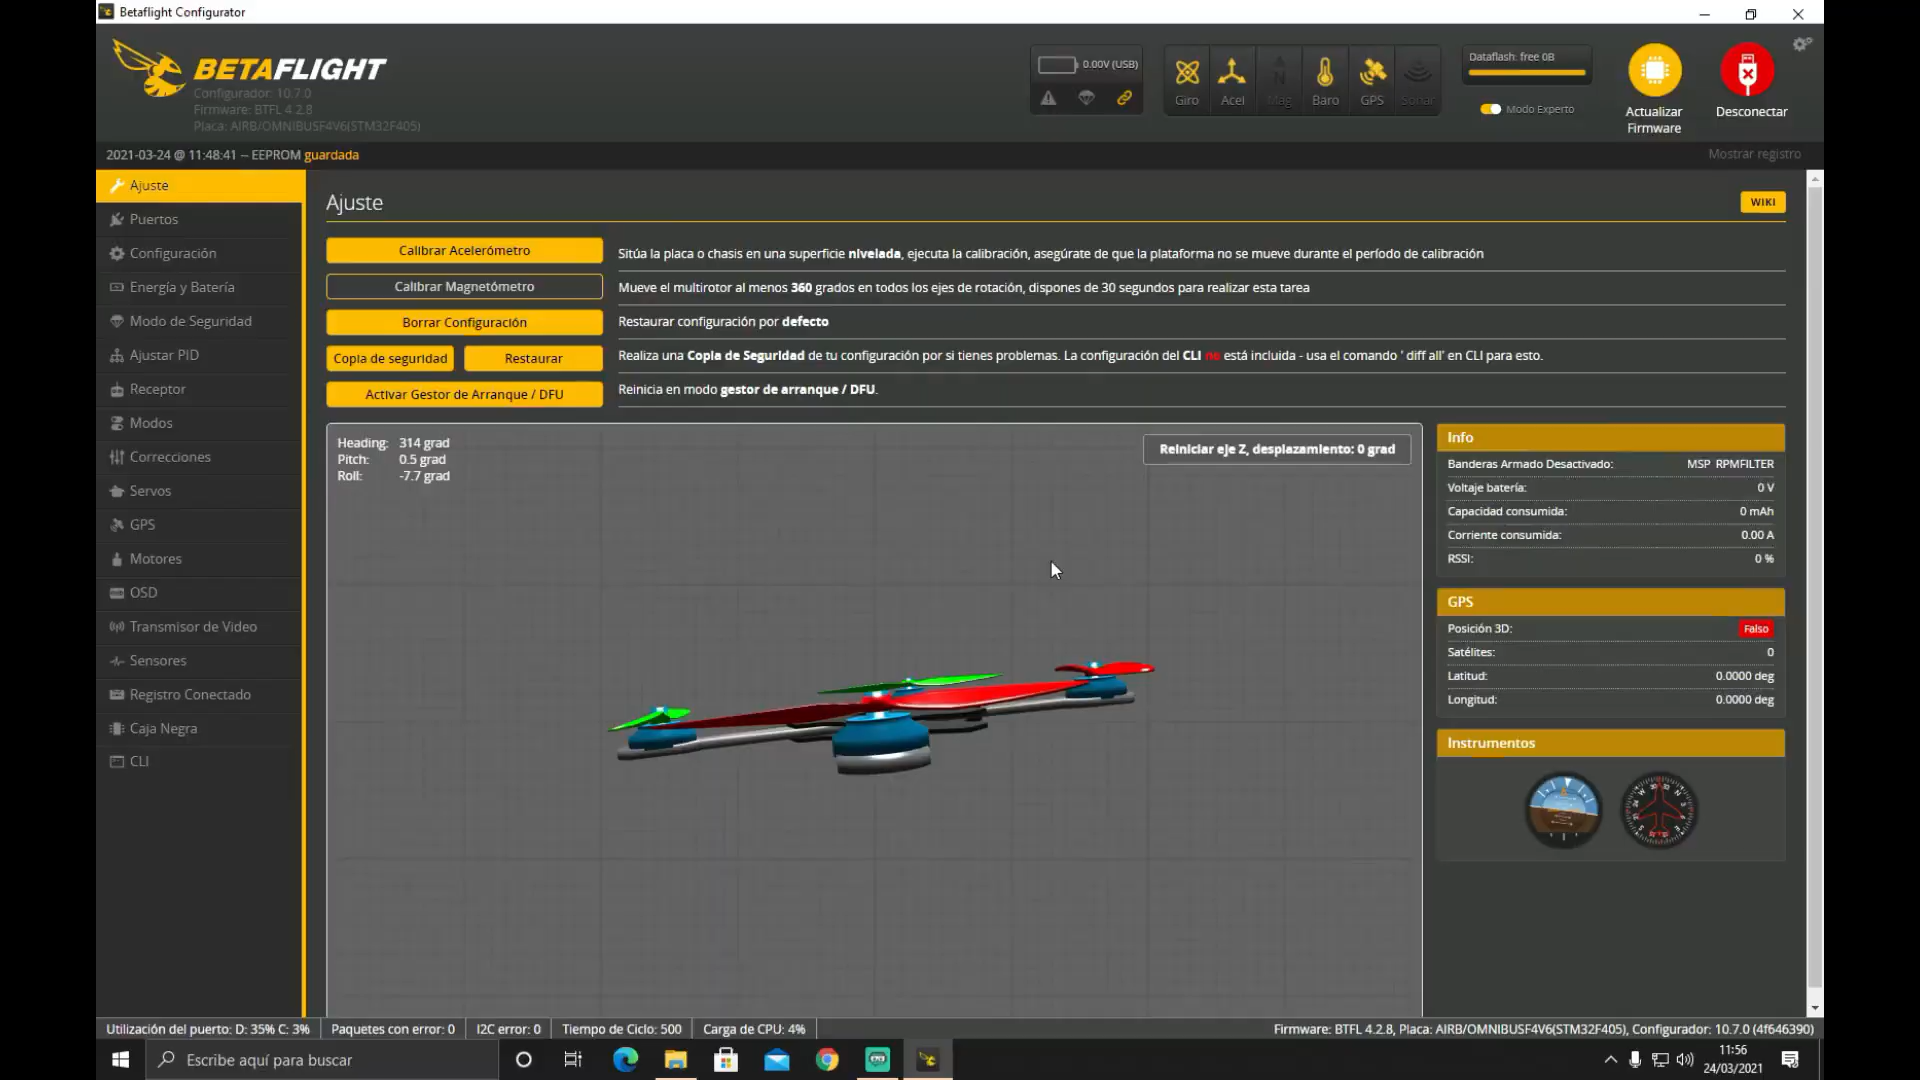 Betaflight Configurator
BETAFLIGHT
Configurador: 10.7.0
Firmware: BTFL 4.2.8
Placa: AIRB/OMNIBUSF4V6(STM32F405)
0.00V (USB)
Giro
Acel
Mag
Baro
GPS
Sonar
Dataflash: free 0B
Modo Experto
Actualizar
Firmware
Desconectar
2021-03-24 @ 11:48:41 -- EEPROM guardada
Mostrar registro
Ajuste
Puertos
Configuración
Energía y Batería
Modo de Seguridad
Ajustar PID
Receptor
Modos
Correcciones
Servos
GPS
Motores
OSD
Transmisor de Video
Sensores
Registro Conectado
Caja Negra
CLI
Ajuste
WIKI
Calibrar Acelerómetro
Sitúa la placa o chasis en una superficie nivelada, ejecuta la calibración, asegúrate de que la plataforma no se mueve durante el período de calibración
Calibrar Magnetómetro
Mueve el multirotor al menos 360 grados en todos los ejes de rotación, dispones de 30 segundos para realizar esta tarea
Borrar Configuración
Restaurar configuración por defecto
Copia de seguridad
Restaurar
Realiza una Copia de Seguridad de tu configuración por si tienes problemas. La configuración del CLI no está incluida - usa el comando ' diff all' en CLI para esto.
Activar Gestor de Arranque / DFU
Reinicia en modo gestor de arranque / DFU.
Heading: 314 grad
Pitch: 0.5 grad
Roll: -7.7 grad
Reiniciar eje Z, desplazamiento: 0 grad
Info
Banderas Armado Desactivado: MSP RPMFILTER
Voltaje batería: 0 V
Capacidad consumida: 0 mAh
Corriente consumida: 0.00 A
RSSI: 0 %
GPS
Posición 3D: Falso
Satélites: 0
Latitud: 0.0000 deg
Longitud: 0.0000 deg
Instrumentos
Utilización del puerto: D: 35% C: 3%
Paquetes con error: 0
I2C error: 0
Tiempo de Ciclo: 500
Carga de CPU: 4%
Firmware: BTFL 4.2.8, Placa: AIRB/OMNIBUSF4V6(STM32F405), Configurador: 10.7.0 (4f646390)
Escribe aquí para buscar
11:56
24/03/2021